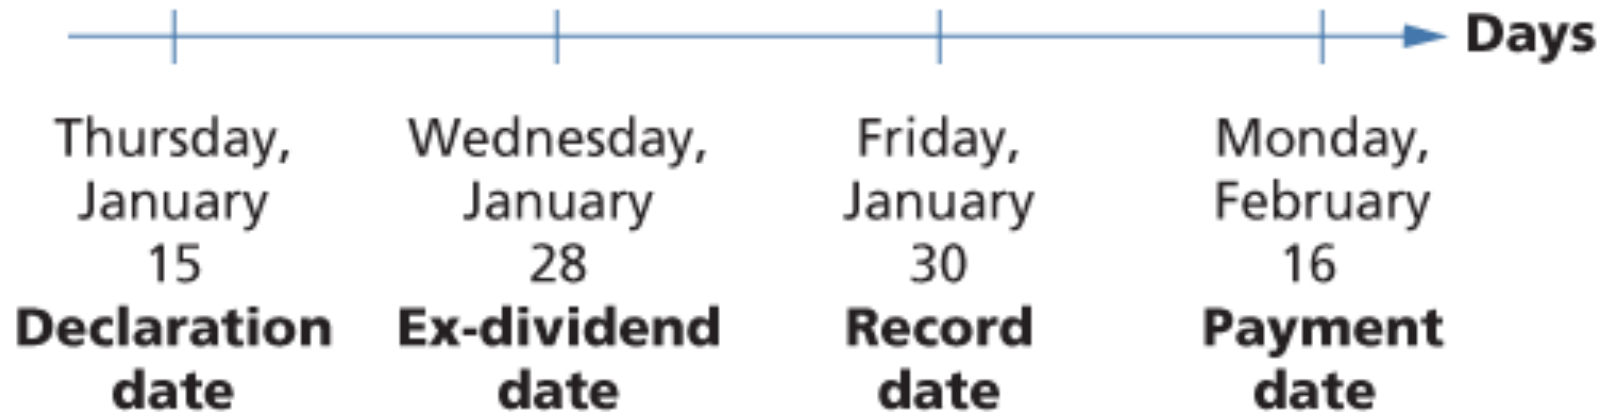 Days
Thursday,
January
15
Declaration
date
Wednesday,
January
28
Ex-dividend
date
Friday,
January
30
Record
date
Monday,
February
16
Payment
date